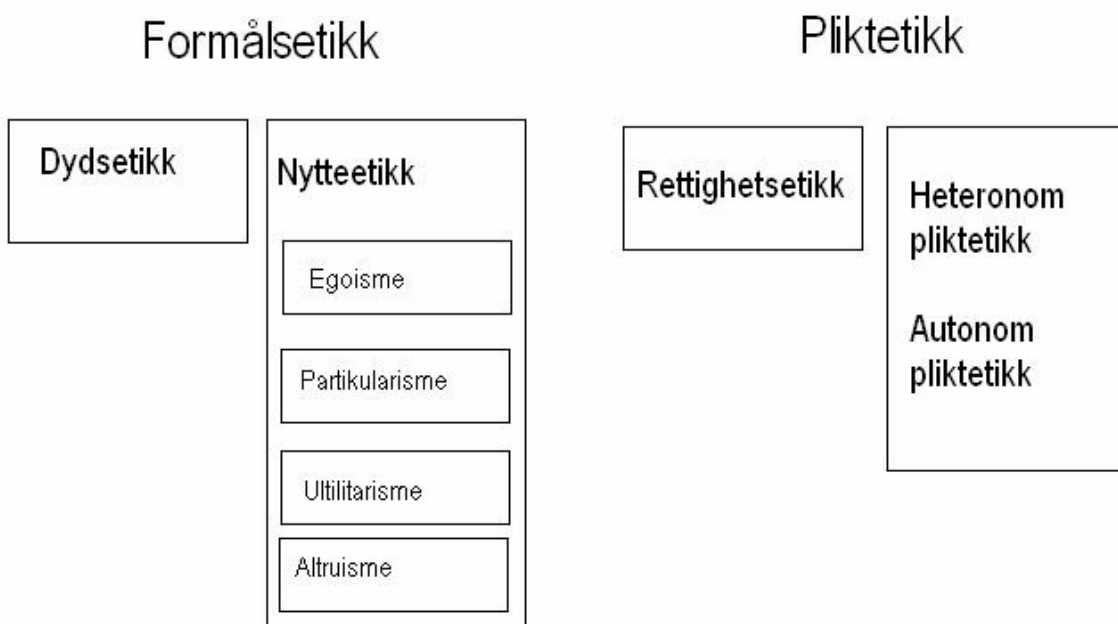 Formålsetikk
Pliktetikk
Dydsetikk
Nytteetikk
Egoisme
Partikularisme
Ultilitarisme
Altruisme
Rettighetsetikk
Heteronom
pliktetikk
Autonom
pliktetikk